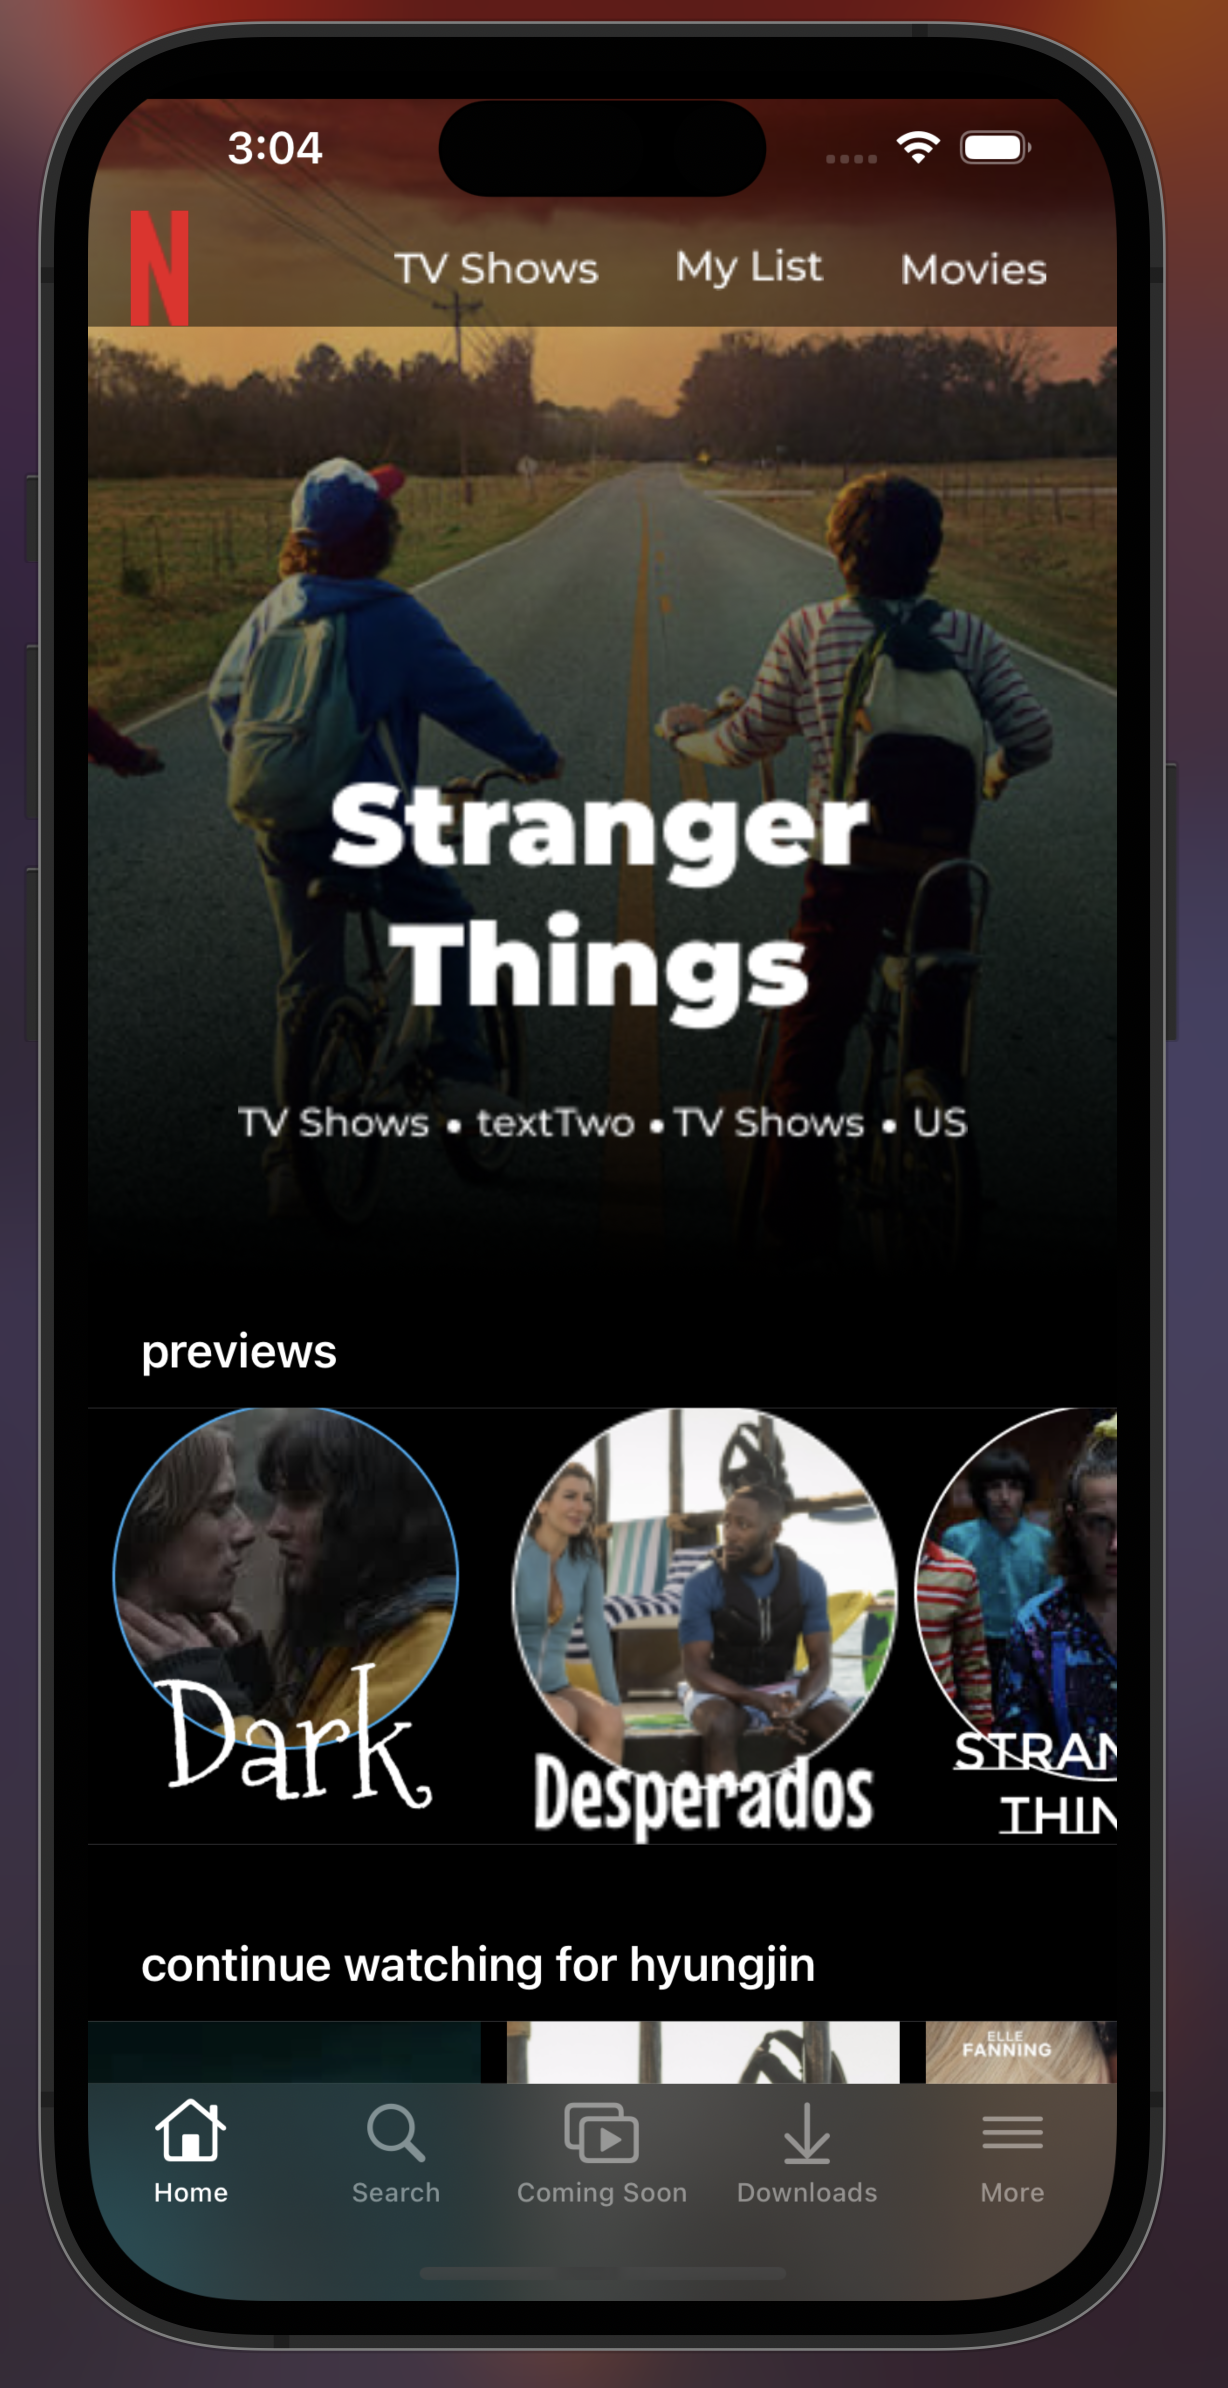 3:04
N
TV Shows My List Movies
Stranger
Things
TV Shows • textTwo • TV Shows • US
previews
Dark
Desperados
STRAN
THIN
continue watching for hyungjin
ELLE
FANNING
Home Search Coming Soon Downloads More